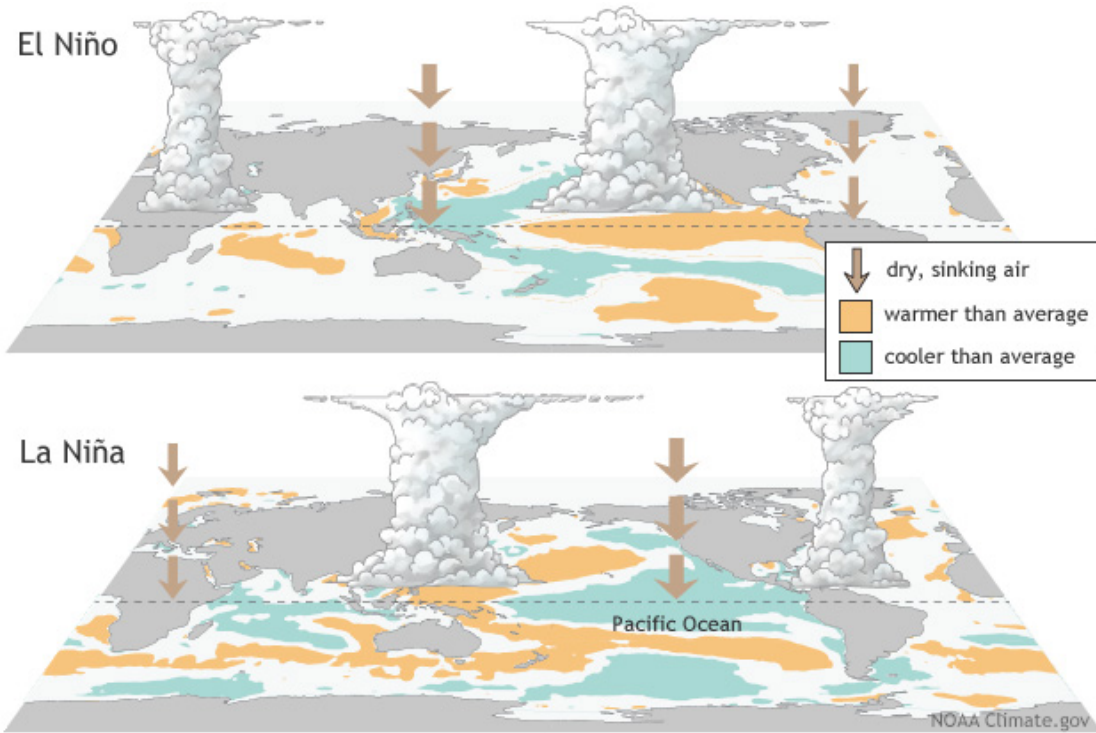 El Niño
dry, sinking air
warmer than average
cooler than average
La Niña
Pacific Ocean
NOAA Climate.gov